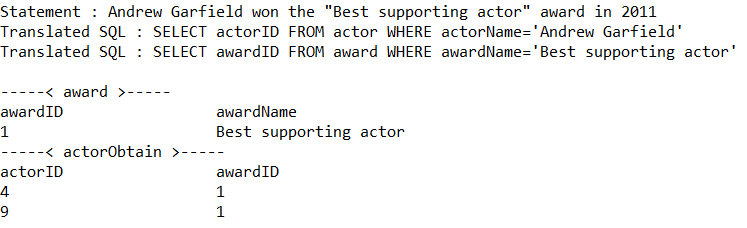 Statement : Andrew Garfield won the "Best supporting actor" award in 2011
Translated SQL : SELECT actorID FROM actor WHERE actorName='Andrew Garfield'
Translated SQL : SELECT awardID FROM award WHERE awardName='Best supporting actor'
-----< award >-----
awardID awardName
1 Best supporting actor
-----< actorObtain >-----
actorID awardID
4 1
9 1